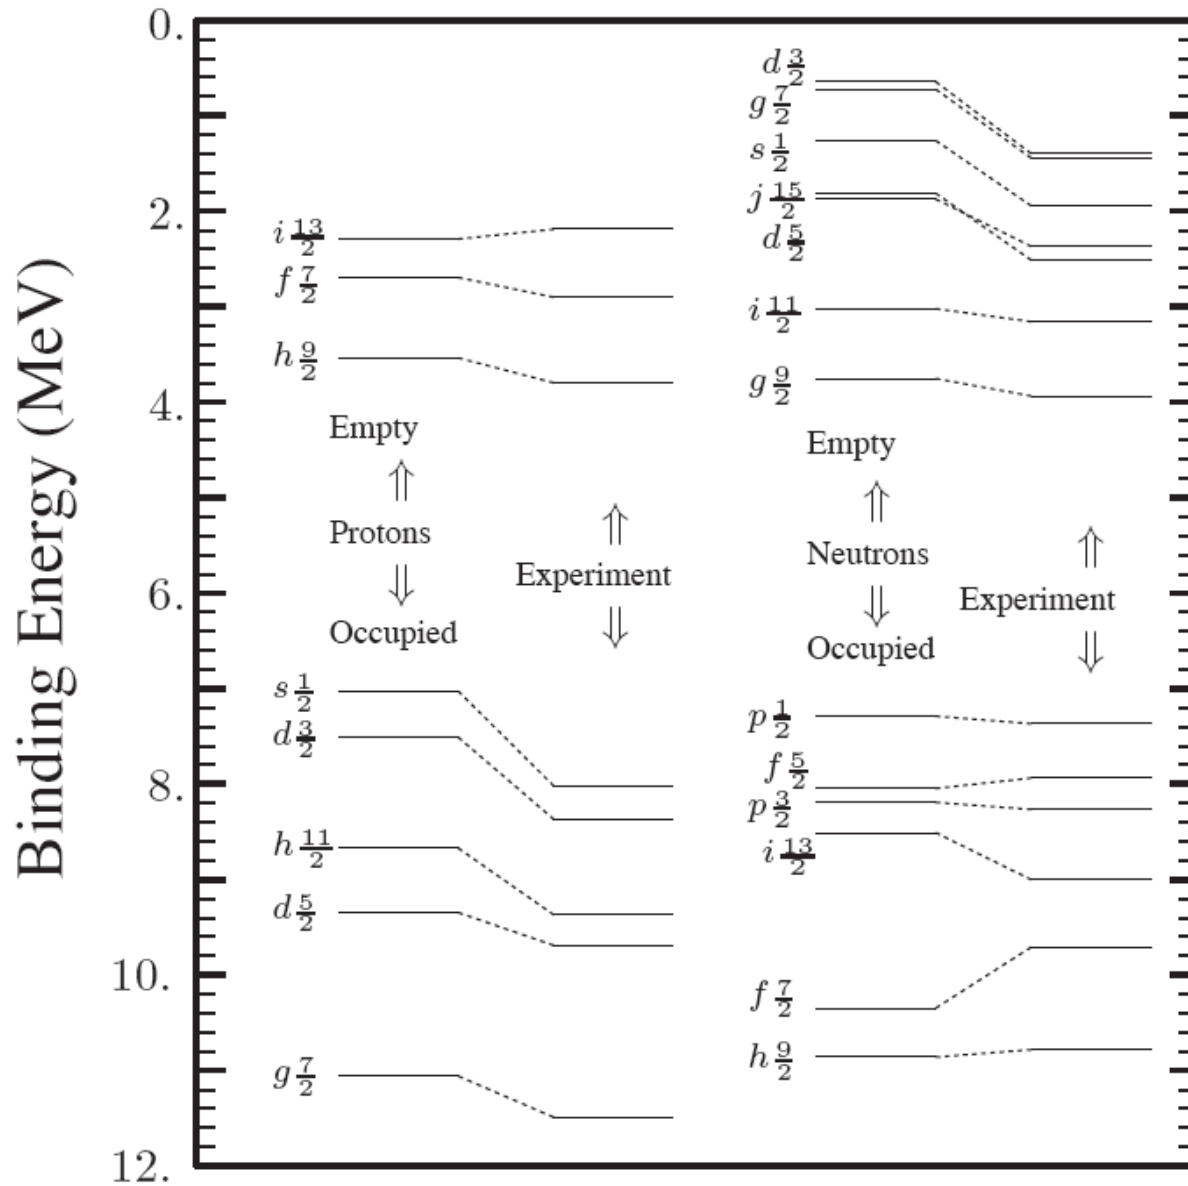 Binding Energy (MeV)
0.
2.
4.
6.
8.
10.
12.
i 13/2
f 7/2
h 9/2
Empty
⇑
Protons
⇓
Occupied
⇑
Experiment
⇓
s 1/2
d 3/2
h 11/2
d 5/2
g 7/2
d 3/2
g 7/2
s 1/2
j 15/2
d 5/2
i 11/2
g 9/2
Empty
⇑
Neutrons
⇓
Occupied
⇑
Experiment
⇓
p 1/2
f 5/2
p 3/2
i 13/2
f 7/2
h 9/2